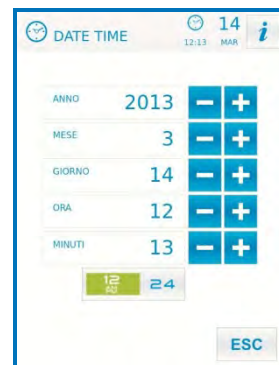 DATE TIME
14
12:13 MAR
i
ANNO 2013 - +
MESE 3 - +
GIORNO 14 - +
ORA 12 - +
MINUTI 13 - +
12 24
ESC